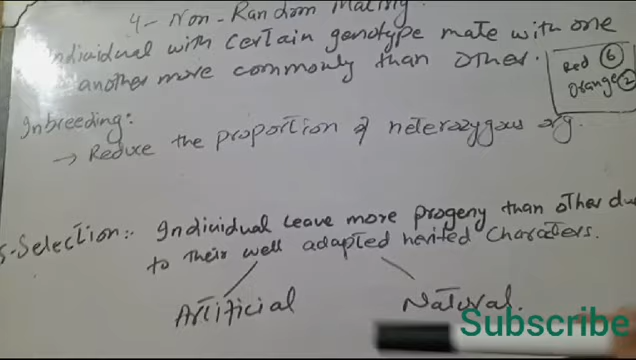 4- Non-Random Mating.
Individual with certain genotype mate with one
another more commonly than other.
Red 6
Orange 2
Inbreeding:
→ Reduce the proportion of heterozygous org.
5. Selection:- Individual leave more progeny than other due
to their well adapted herited characters.
Artificial
Natural.
Subscribe